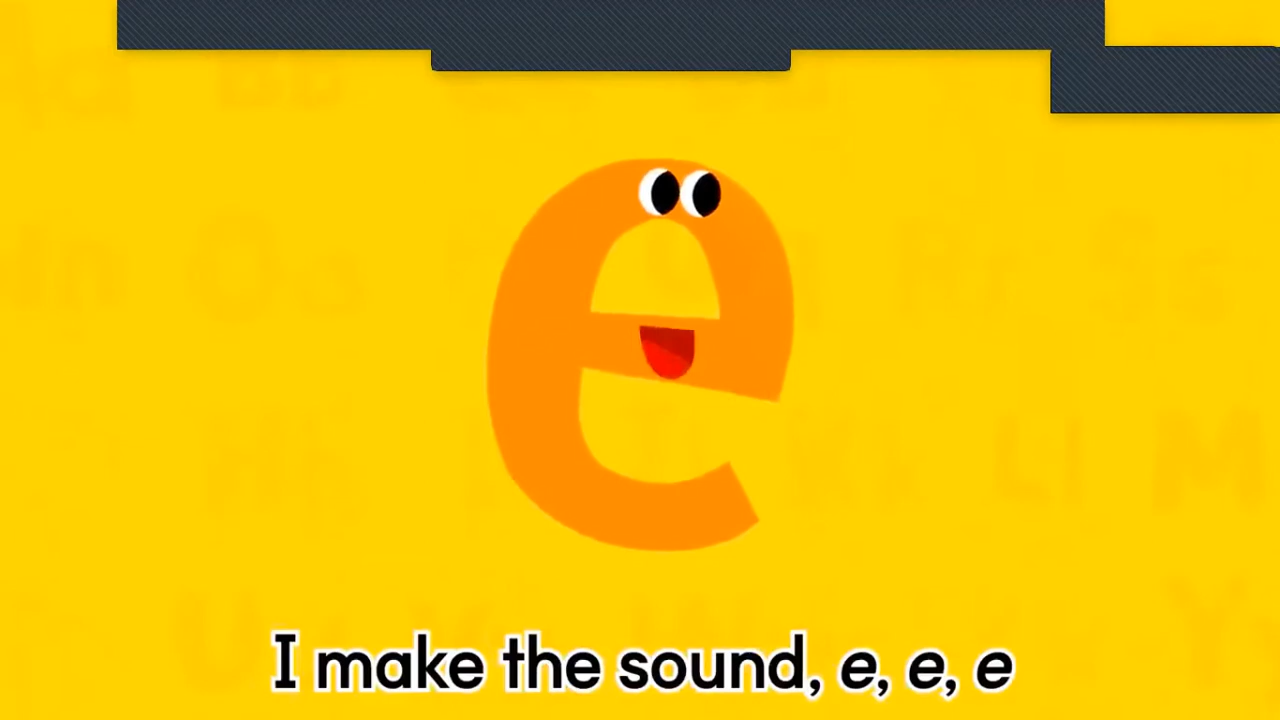 e
I make the sound, e, e, e